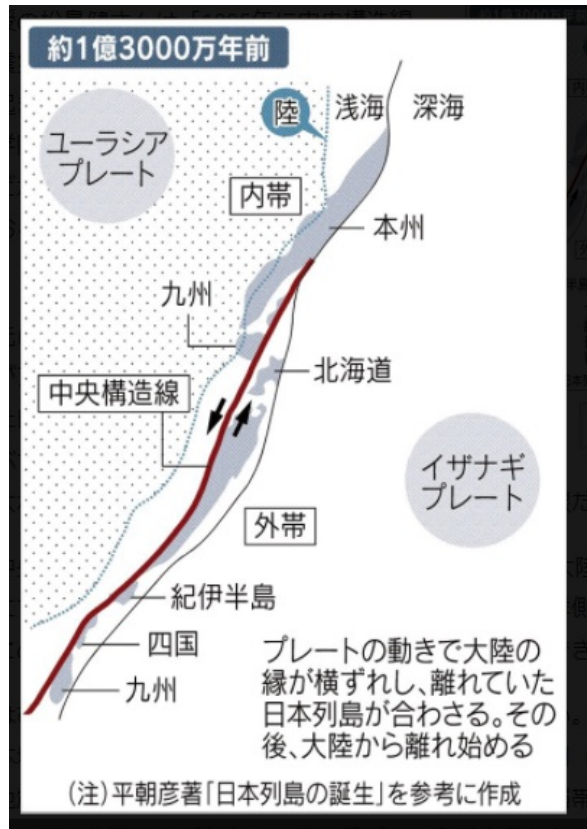 約1億3000万年前
ユーラシア
プレート
陸
浅海
深海
内帯
本州
九州
北海道
中央構造線
イザナギ
プレート
外帯
紀伊半島
四国
九州
プレートの動きで大陸の
縁が横ずれし、離れていた
日本列島が合わさる。その
後、大陸から離れ始める
(注)平朝彦著「日本列島の誕生」を参考に作成